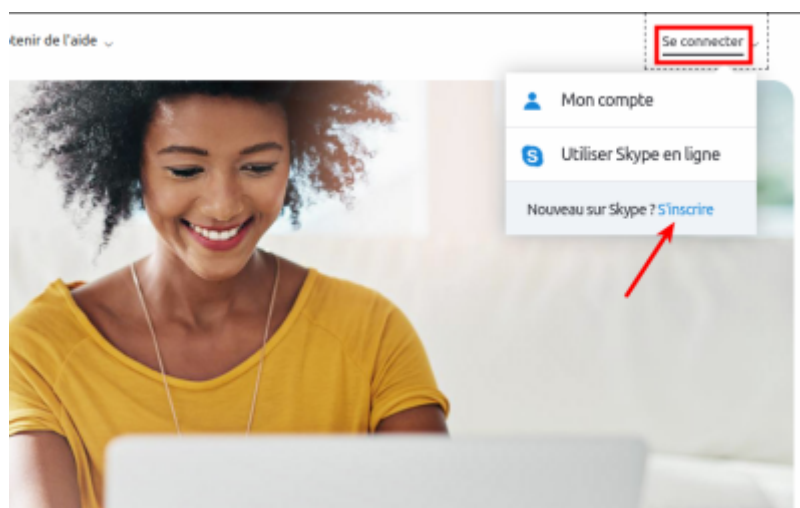 tenir de l'aide
Se connecter
Mon compte
S Utiliser Skype en ligne
Nouveau sur Skype ? S'inscrire